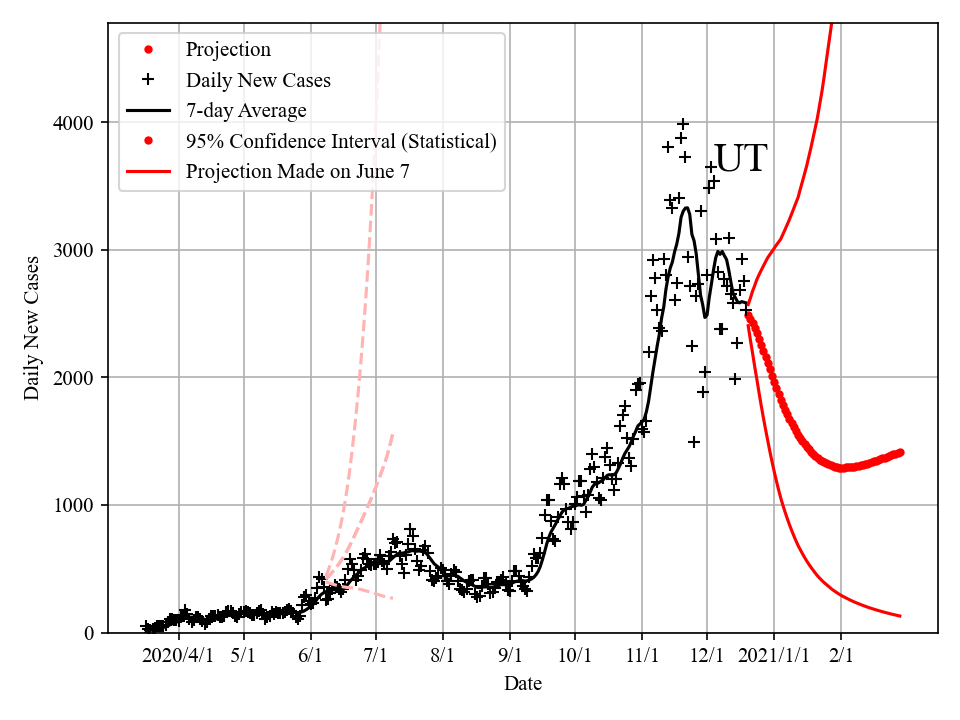 Projection
Daily New Cases
7-day Average
95% Confidence Interval (Statistical)
Projection Made on June 7
UT
4000
3000
2000
1000
0
Daily New Cases
2020/4/1 5/1 6/1 7/1 8/1 9/1 10/1 11/1 12/1 2021/1/1 2/1
Date